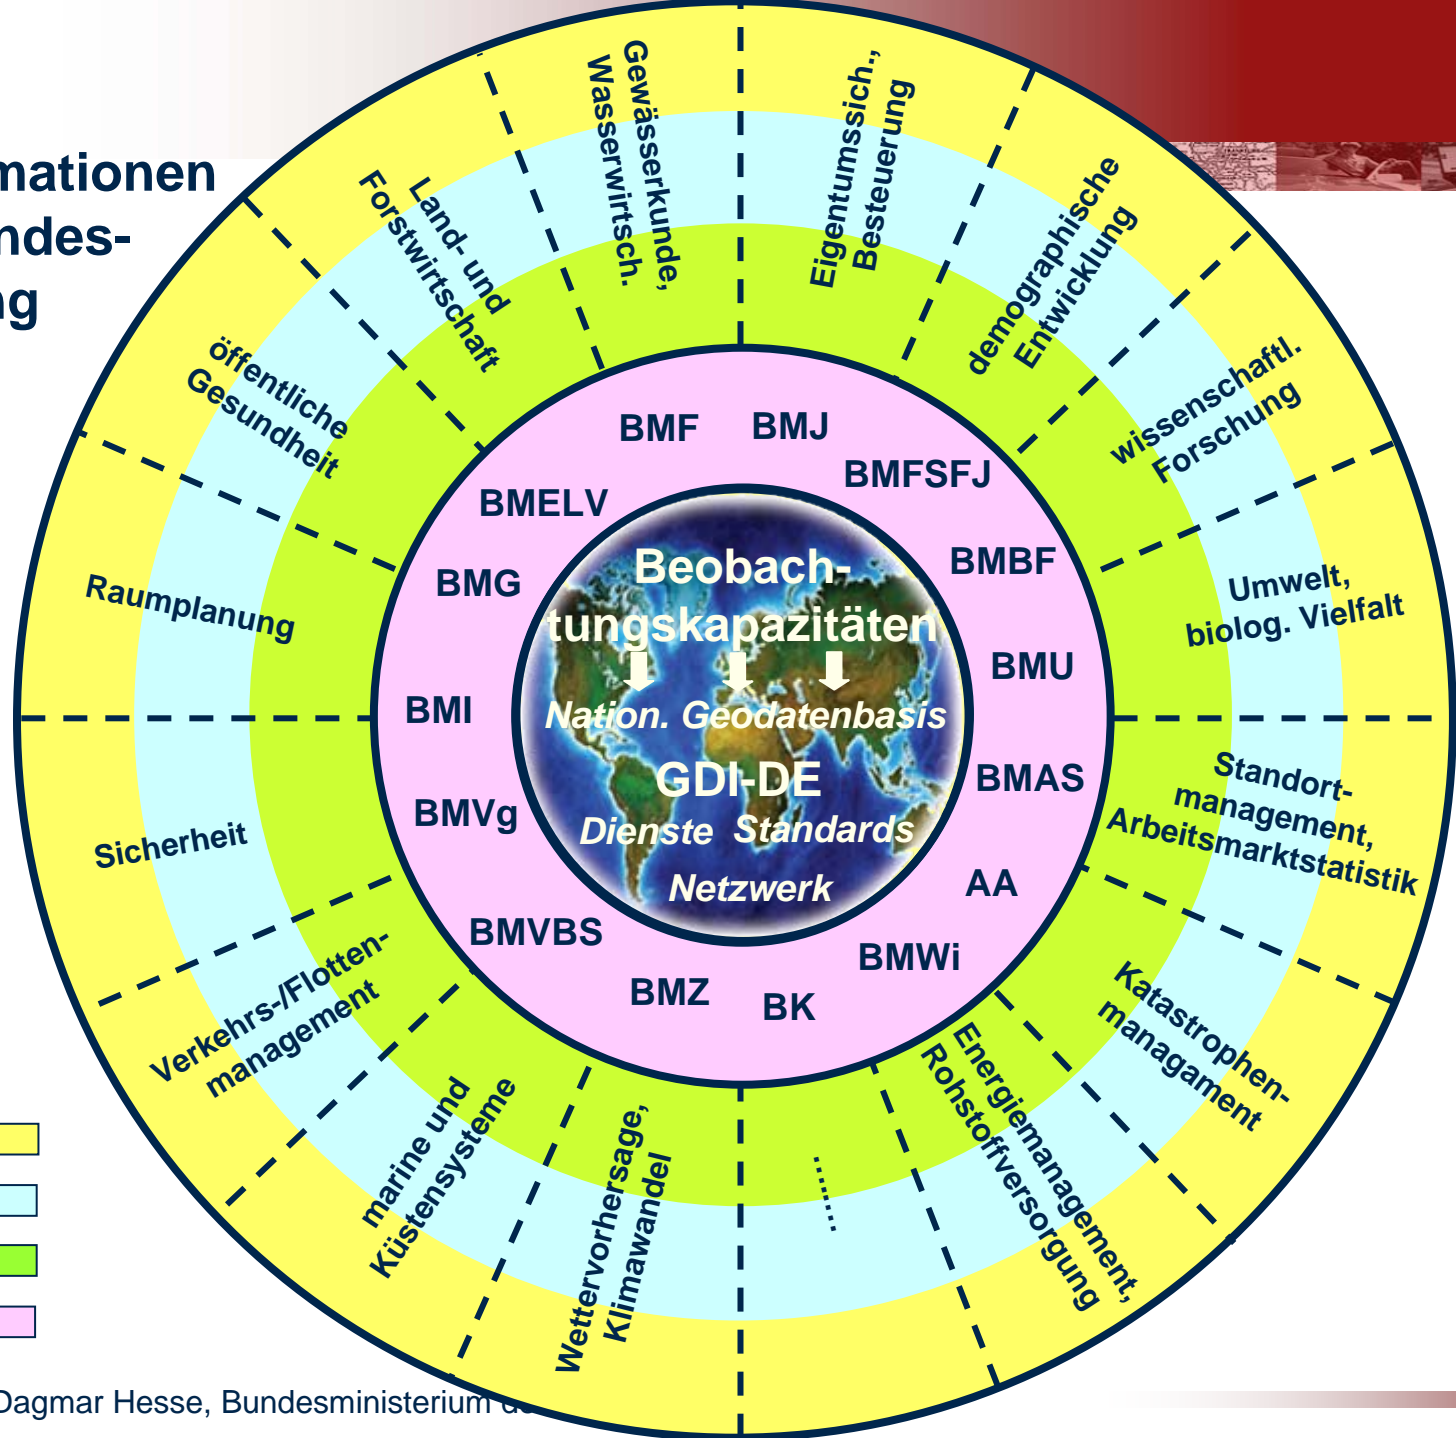 mationen
ndes-
ng
Gewässerkunde,
Wasserwirtsch.
Eigentumssich.,
Besteuerung
demographische
Entwicklung
wissenschaftl.
Forschung
Umwelt,
biolog. Vielfalt
Standort-
management,
Arbeitsmarktstatistik
Katastrophen-
managament
Energiemanagement,
Rohstoffversorgung
.......
Wettervorhersage,
Klimawandel
marine und
Küstensysteme
Verkehrs-/Flotten-
management
Sicherheit
Raumplanung
öffentliche
Gesundheit
Land- und
Forstwirtschaft
BMF
BMJ
BMFSFJ
BMBF
BMU
BMAS
AA
BMWi
BK
BMZ
BMVBS
BMVg
BMI
BMG
BMELV
Beobach-
tungskapazitäten
Nation. Geodatenbasis
GDI-DE
Dienste Standards
Netzwerk
Dagmar Hesse, Bundesministerium